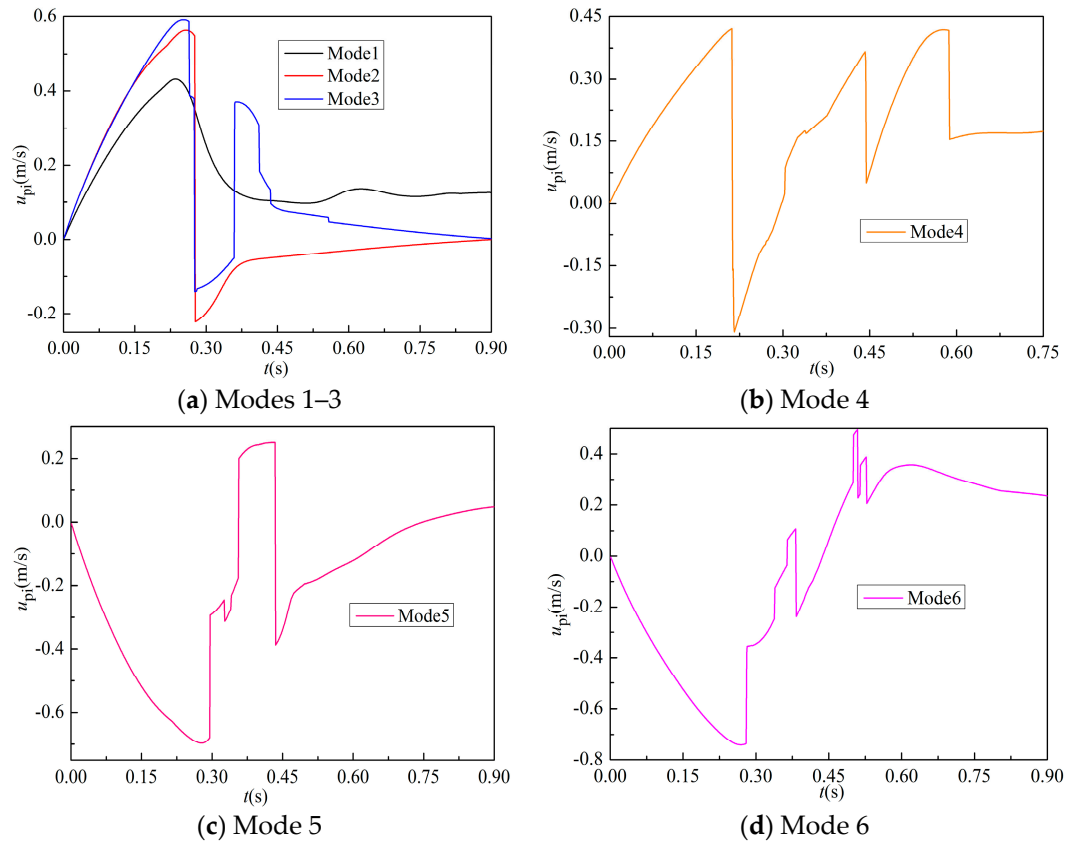 0.6
0.4
0.2
0.0
-0.2
u_pi(m/s)
Mode1
Mode2
Mode3
0.00 0.15 0.30 0.45 0.60 0.75 0.90
t(s)
(a) Modes 1–3
0.45
0.30
0.15
0.00
-0.15
-0.30
u_pi(m/s)
Mode4
0.00 0.15 0.30 0.45 0.60 0.75
t(s)
(b) Mode 4
0.2
0.0
-0.2
-0.4
-0.6
u_pi(m/s)
Mode5
0.00 0.15 0.30 0.45 0.60 0.75 0.90
t(s)
(c) Mode 5
0.4
0.2
0.0
-0.2
-0.4
-0.6
-0.8
u_pi(m/s)
Mode6
0.00 0.15 0.30 0.45 0.60 0.75 0.90
t(s)
(d) Mode 6